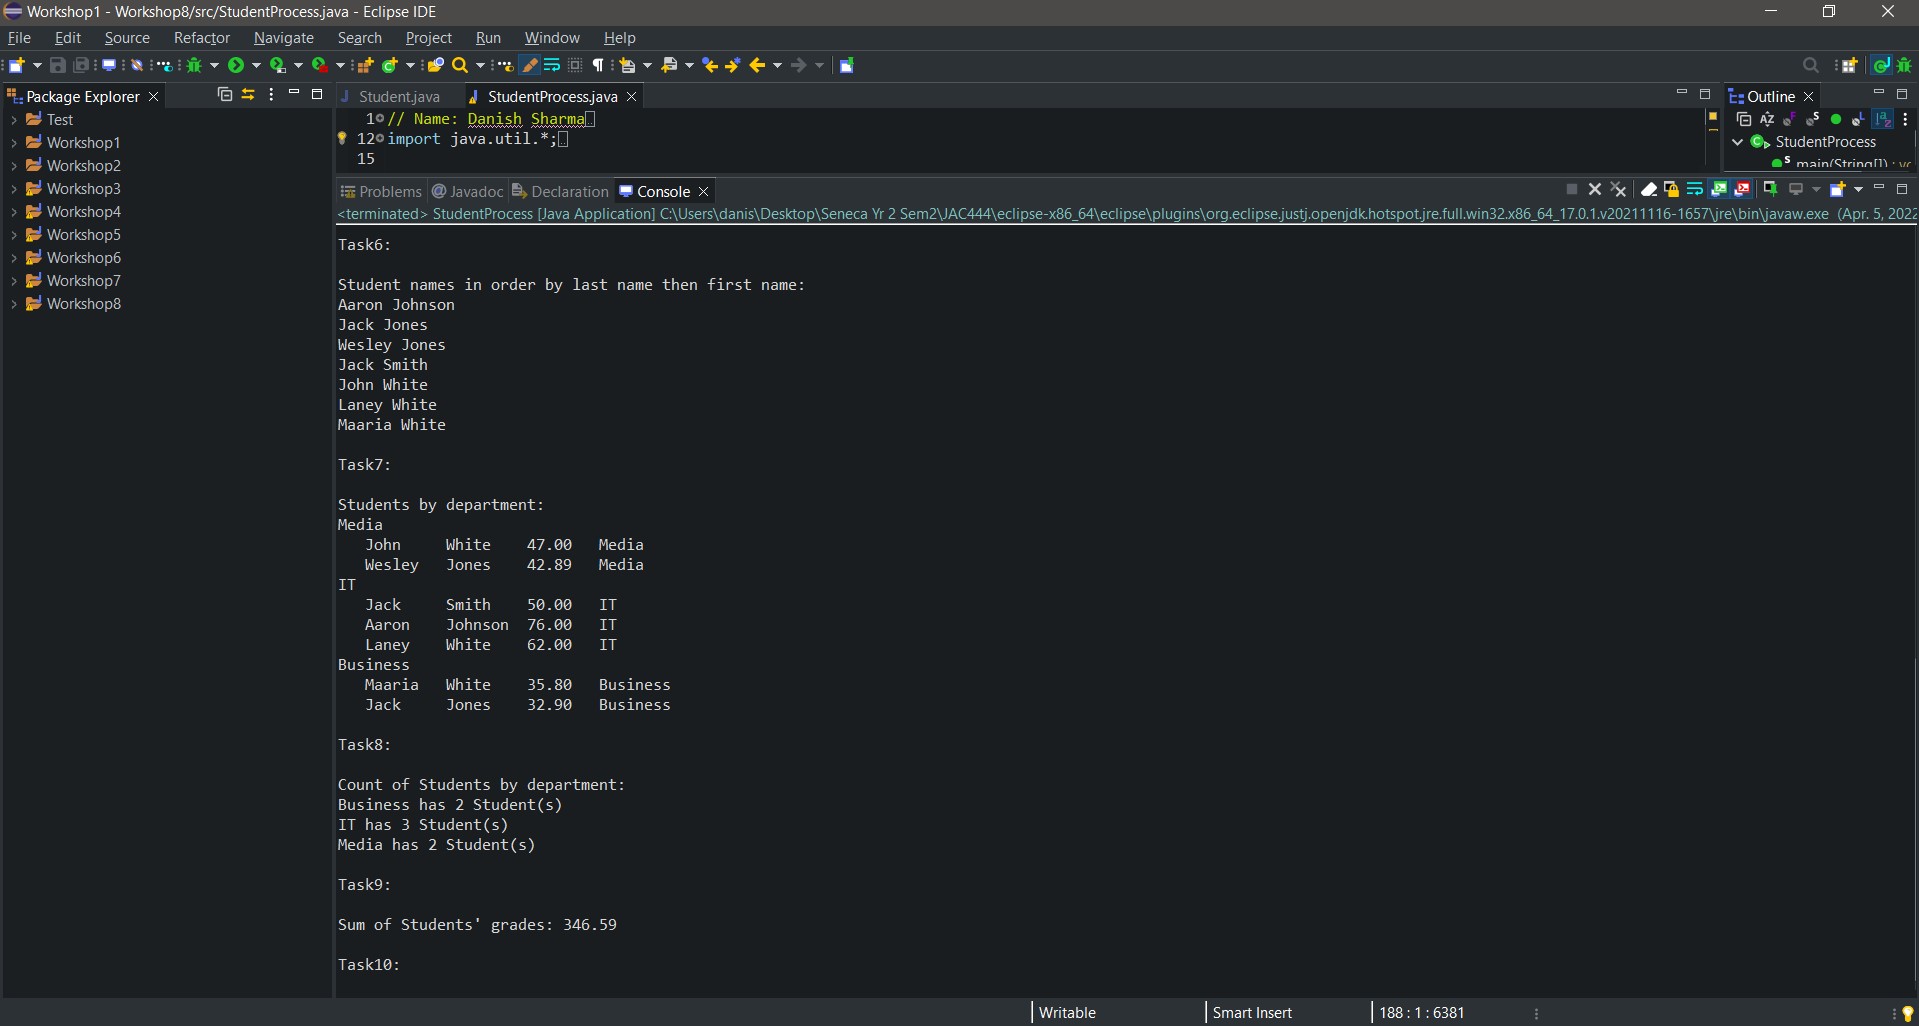 Workshop1 - Workshop8/src/StudentProcess.java - Eclipse IDE
File Edit Source Refactor Navigate Search Project Run Window Help
Package Explorer
Test
Workshop1
Workshop2
Workshop3
Workshop4
Workshop5
Workshop6
Workshop7
Workshop8
Student.java StudentProcess.java
1 // Name: Danish Sharma
12 import java.util.*;
15
Outline
StudentProcess
main(String[]) :
Problems @ Javadoc Declaration Console
<terminated> StudentProcess [Java Application] C:\Users\danis\Desktop\Seneca Yr 2 Sem2\JAC444\eclipse-x86_64\eclipse\plugins\org.eclipse.justj.openjdk.hotspot.jre.full.win32.x86_64_17.0.1.v20211116-1657\jre\bin\javaw.exe (Apr. 5, 2022
Task6:
Student names in order by last name then first name:
Aaron Johnson
Jack Jones
Wesley Jones
Jack Smith
John White
Laney White
Maaria White
Task7:
Students by department:
Media
John White 47.00 Media
Wesley Jones 42.89 Media
IT
Jack Smith 50.00 IT
Aaron Johnson 76.00 IT
Laney White 62.00 IT
Business
Maaria White 35.80 Business
Jack Jones 32.90 Business
Task8:
Count of Students by department:
Business has 2 Student(s)
IT has 3 Student(s)
Media has 2 Student(s)
Task9:
Sum of Students' grades: 346.59
Task10:
Writable Smart Insert 188 : 1 : 6381